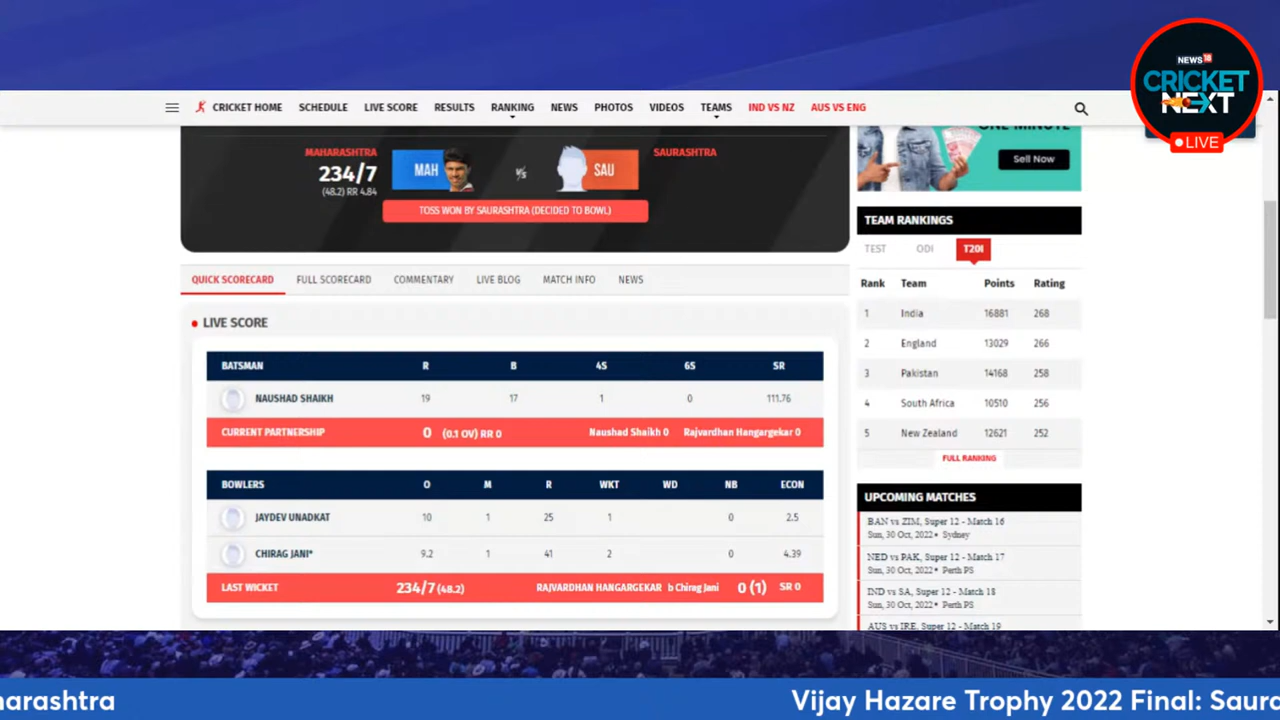 NEWS18
CRICKET
NEXT
LIVE
CRICKET HOME SCHEDULE LIVE SCORE RESULTS RANKING NEWS PHOTOS VIDEOS TEAMS IND VS NZ AUS VS ENG
MAHARASHTRA
234/7
(48.2) RR 4.84
MAH V/S SAU
SAURASHTRA
TOSS WON BY SAURASHTRA (DECIDED TO BOWL)
ONE MINUTE
Sell Now
QUICK SCORECARD FULL SCORECARD COMMENTARY LIVE BLOG MATCH INFO NEWS
LIVE SCORE
BATSMAN R B 4S 6S SR
NAUSHAD SHAIKH 19 17 1 0 111.76
CURRENT PARTNERSHIP 0 (0.1 OV) RR 0 Naushad Shaikh 0 Rajvardhan Hangargekar 0
BOWLERS O M R WKT WD NB ECON
JAYDEV UNADKAT 10 1 25 1 0 2.5
CHIRAG JANI* 9.2 1 41 2 0 4.39
LAST WICKET 234/7 (48.2) RAJVARDHAN HANGARGEKAR b Chirag Jani 0 (1) SR 0
TEAM RANKINGS
TEST ODI T20I
Rank Team Points Rating
1 India 16881 268
2 England 13029 266
3 Pakistan 14168 258
4 South Africa 10510 256
5 New Zealand 12621 252
FULL RANKING
UPCOMING MATCHES
BAN vs ZIM, Super 12 - Match 16
Sun, 30 Oct, 2022• Sydney
NED vs PAK, Super 12 - Match 17
Sun, 30 Oct, 2022• Perth PS
IND vs SA, Super 12 - Match 18
Sun, 30 Oct, 2022• Perth PS
AUS vs IRE, Super 12 - Match 19
harashtra Vijay Hazare Trophy 2022 Final: Saura